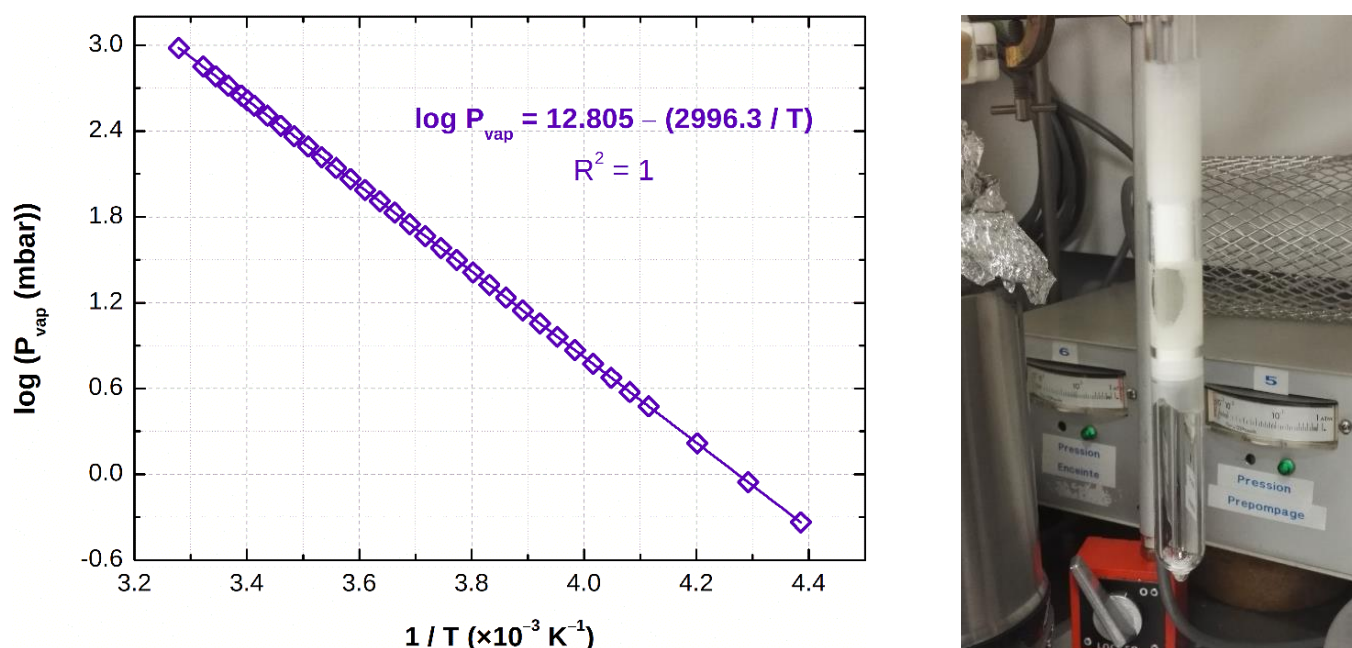 3.0
2.4
1.8
1.2
0.6
0.0
-0.6
3.2
3.4
3.6
3.8
4.0
4.2
4.4
log (Pvap (mbar))
1 / T (×10⁻³ K⁻¹)
log Pvap = 12.805 – (2996.3 / T)
R² = 1
6
5
Pression
Enceinte
Pression
Prepompage